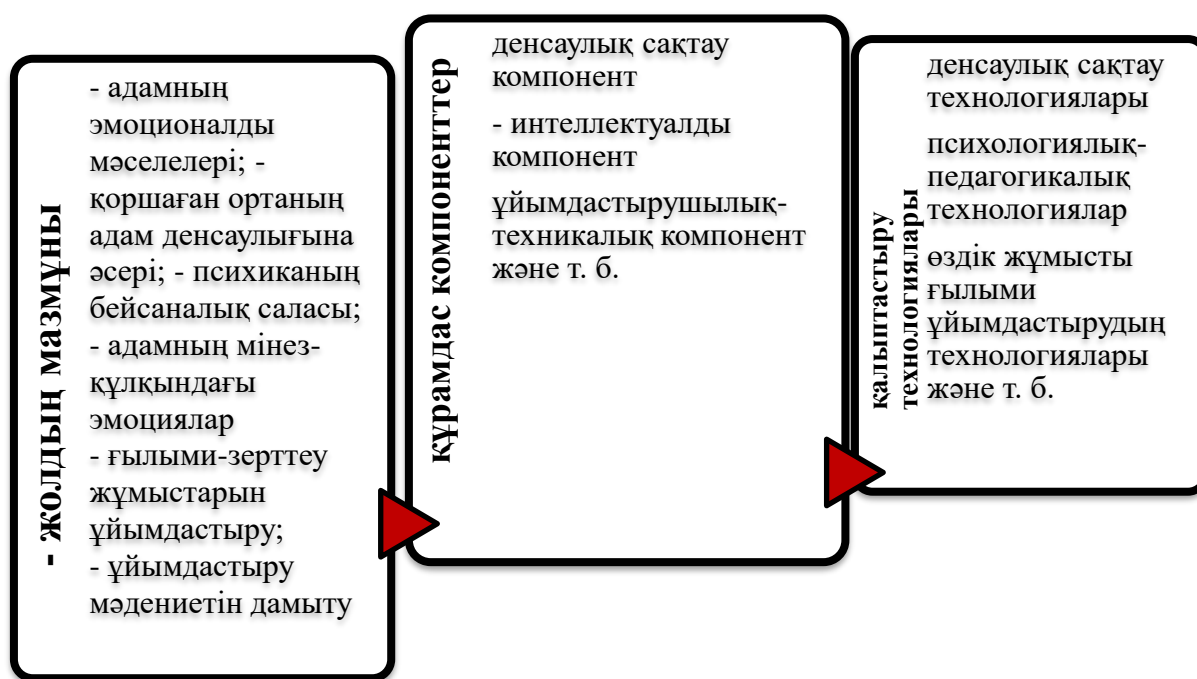 - жолдың мазмұны
- адамның
эмоционалды
мәселелері; -
қоршаған ортаның
адам денсаулығына
әсері; - психиканың
бейсаналық саласы;
- адамның мінез-
құлқындағы
эмоциялар
- ғылыми-зерттеу
жұмыстарын
ұйымдастыру;
- ұйымдастыру
мәдениетін дамыту
құрамдас компоненттер
денсаулық сақтау
компонент
- интеллектуалды
компонент
ұйымдастырушылық-
техникалық компонент
және т. б.
қалыптастыру
технологиялары
денсаулық сақтау
технологиялары
психологиялық-
педагогикалық
технологиялар
өздік жұмысты
ғылыми
ұйымдастырудың
технологиялары
және т. б.